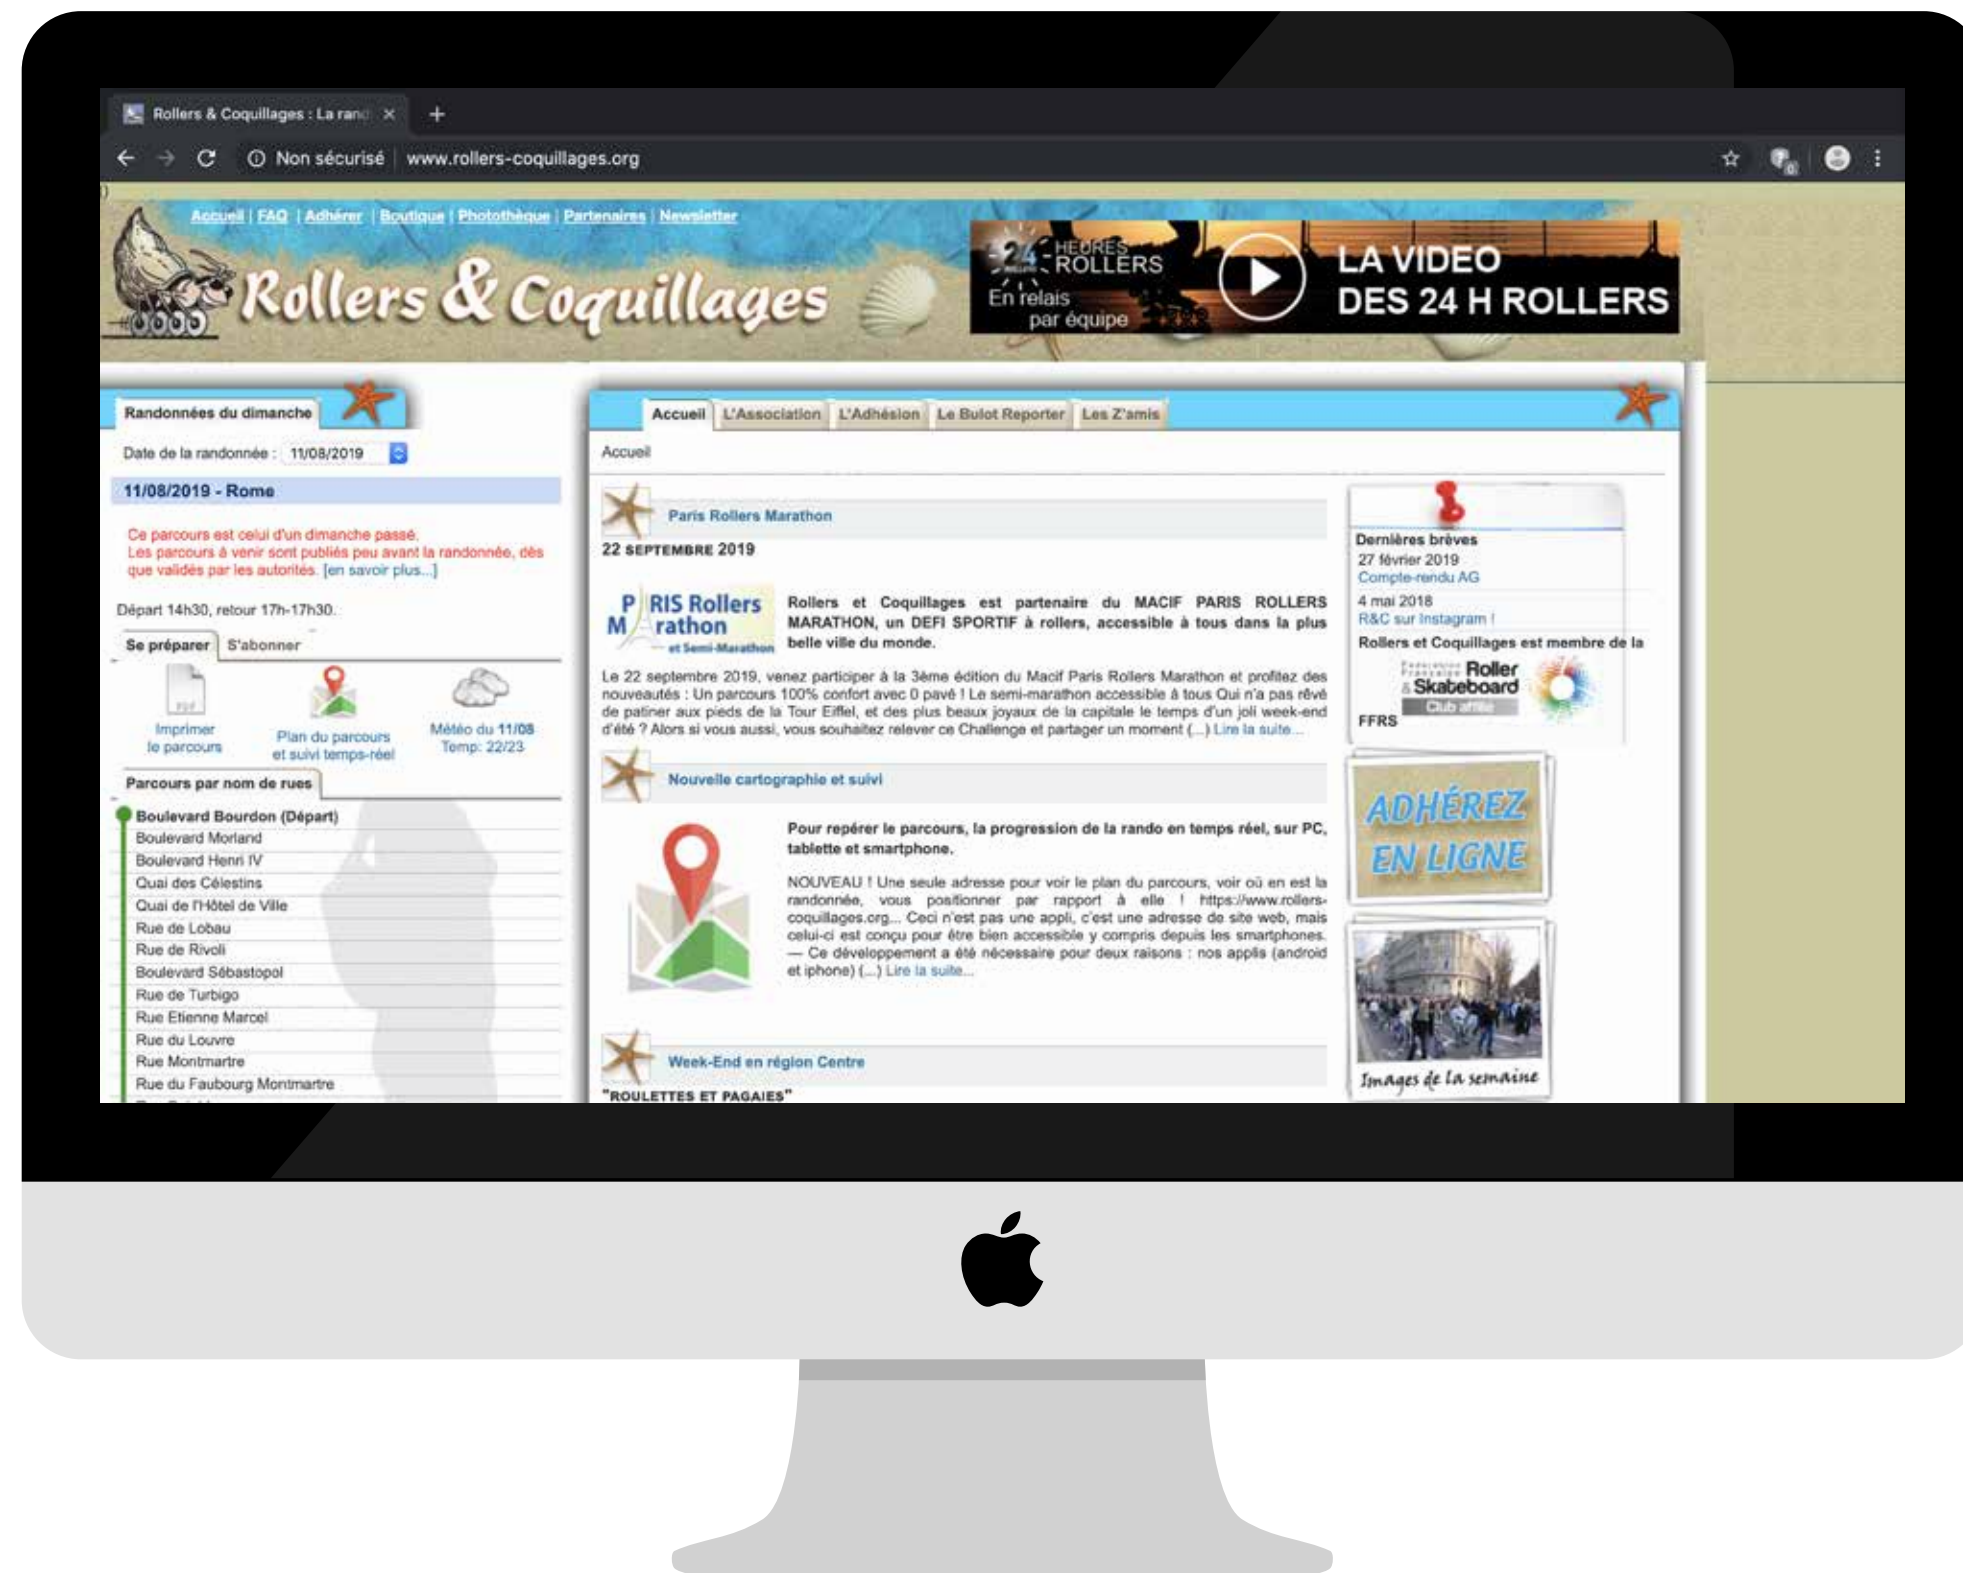 Rollers & Coquillages : La rand
Non sécurisé
www.rollers-coquillages.org
Accueil | FAQ | Adhérer | Boutique | Photothèque | Partenaires | Newsletter
Rollers & Coquillages
24 HEURES
ROLLERS
En relais
par équipe
LA VIDEO
DES 24 H ROLLERS
Randonnées du dimanche
Date de la randonnée : 11/08/2019
11/08/2019 - Rome
Ce parcours est celui d'un dimanche passé.
Les parcours à venir sont publiés peu avant la randonnée, dès
que validés par les autorités. [en savoir plus...]
Départ 14h30, retour 17h-17h30.
Se préparer
S'abonner
PDF
Imprimer
le parcours
Plan du parcours
et suivi temps-réel
Météo du 11/08
Temp: 22/23
Parcours par nom de rues
Boulevard Bourdon (Départ)
Boulevard Morland
Boulevard Henri IV
Quai des Célestins
Quai de l'Hôtel de Ville
Rue de Lobau
Rue de Rivoli
Boulevard Sébastopol
Rue de Turbigo
Rue Etienne Marcel
Rue du Louvre
Rue Montmartre
Rue du Faubourg Montmartre
Accueil
L'Association
L'Adhésion
Le Bulot Reporter
Les Z'amis
Accueil
Paris Rollers Marathon
22 SEPTEMBRE 2019
P RIS Rollers
M rathon
et Semi-Marathon
Rollers et Coquillages est partenaire du MACIF PARIS ROLLERS
MARATHON, un DEFI SPORTIF à rollers, accessible à tous dans la plus
belle ville du monde.
Le 22 septembre 2019, venez participer à la 3ème édition du Macif Paris Rollers Marathon et profitez des
nouveautés : Un parcours 100% confort avec 0 pavé ! Le semi-marathon accessible à tous Qui n'a pas rêvé
de patiner aux pieds de la Tour Eiffel, et des plus beaux joyaux de la capitale le temps d'un joli week-end
d'été ? Alors si vous aussi, vous souhaitez relever ce Challenge et partager un moment (...) Lire la suite...
Nouvelle cartographie et suivi
Pour repérer le parcours, la progression de la rando en temps réel, sur PC,
tablette et smartphone.
NOUVEAU ! Une seule adresse pour voir le plan du parcours, voir où en est la
randonnée, vous positionner par rapport à elle ! https://www.rollers-
coquillages.org... Ceci n'est pas une appli, c'est une adresse de site web, mais
celui-ci est conçu pour être bien accessible y compris depuis les smartphones.
— Ce développement a été nécessaire pour deux raisons : nos applis (android
et iphone) (...) Lire la suite...
Week-End en région Centre
"ROULETTES ET PAGAIES"
Dernières brèves
27 février 2019
Compte-rendu AG
4 mai 2018
R&C sur Instagram !
Rollers et Coquillages est membre de la
Fédération Française Roller
& Skateboard
Club affilié
FFRS
ADHÉREZ
EN LIGNE
Images de la semaine